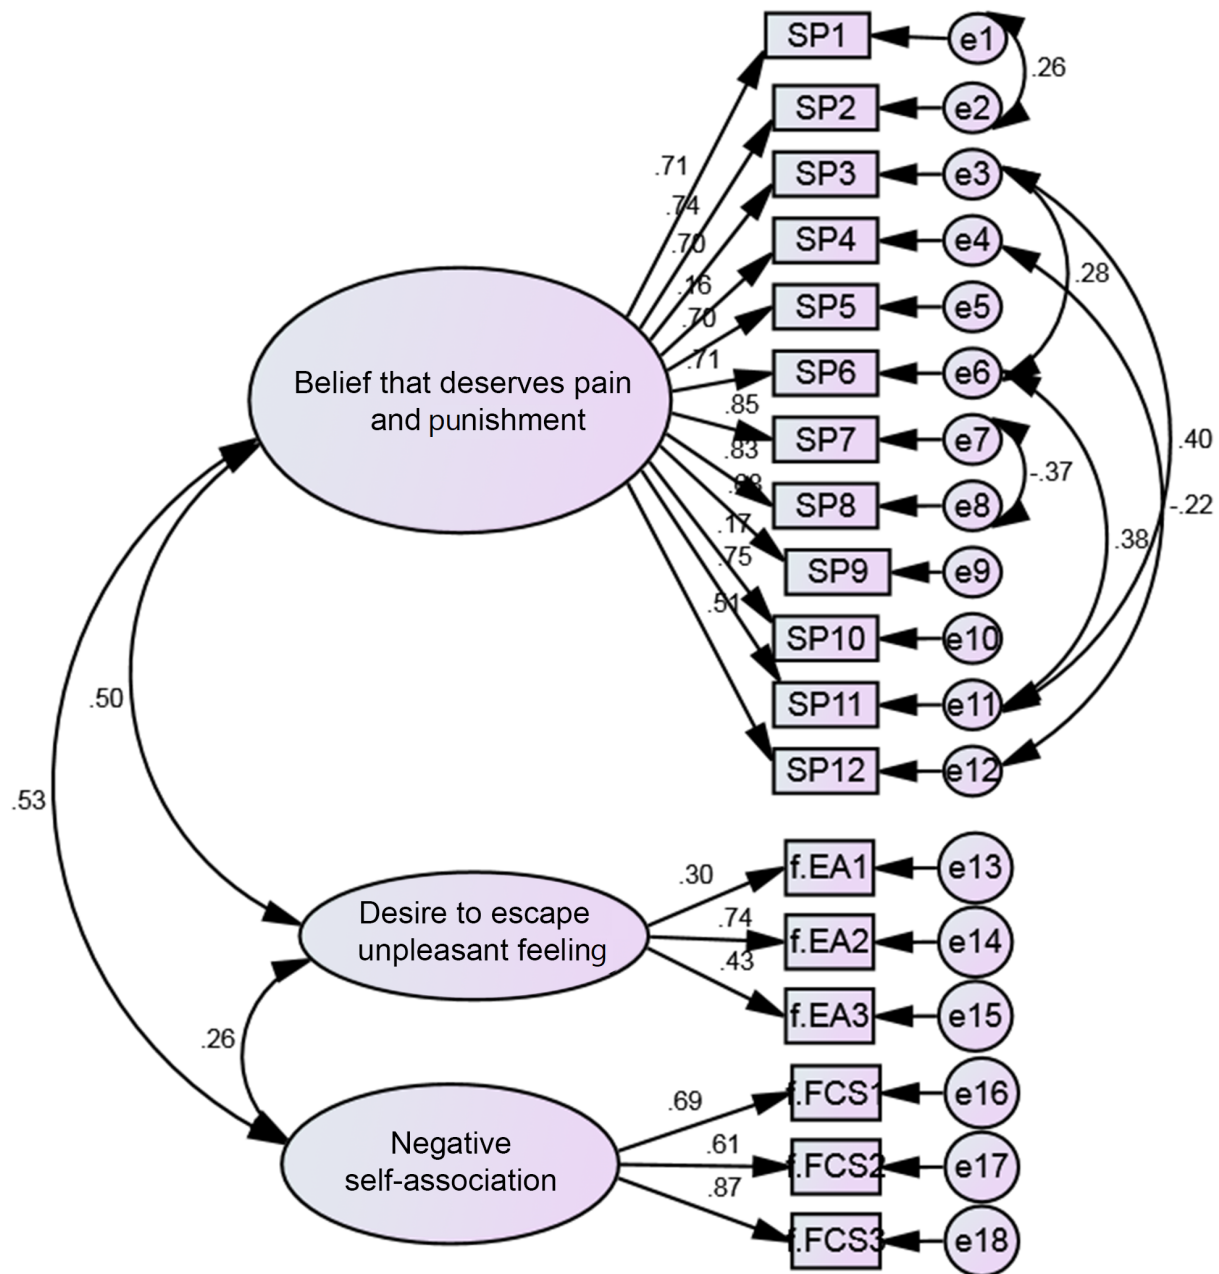 SP1
e1
.26
SP2
e2
.71
SP3
e3
.74
SP4
e4
.70
.28
.16
SP5
e5
.70
SP6
e6
.71
Belief that deserves pain
and punishment
.85
SP7
e7
.40
.83
-.37
SP8
e8
-.22
.17
.38
.75
SP9
e9
.51
SP10
e10
SP11
e11
.50
SP12
e12
.53
f.EA1
e13
.30
Desire to escape
unpleasant feeling
.74
f.EA2
e14
.43
f.EA3
e15
.26
f.FCS1
e16
.69
Negative
self-association
.61
f.FCS2
e17
.87
f.FCS3
e18